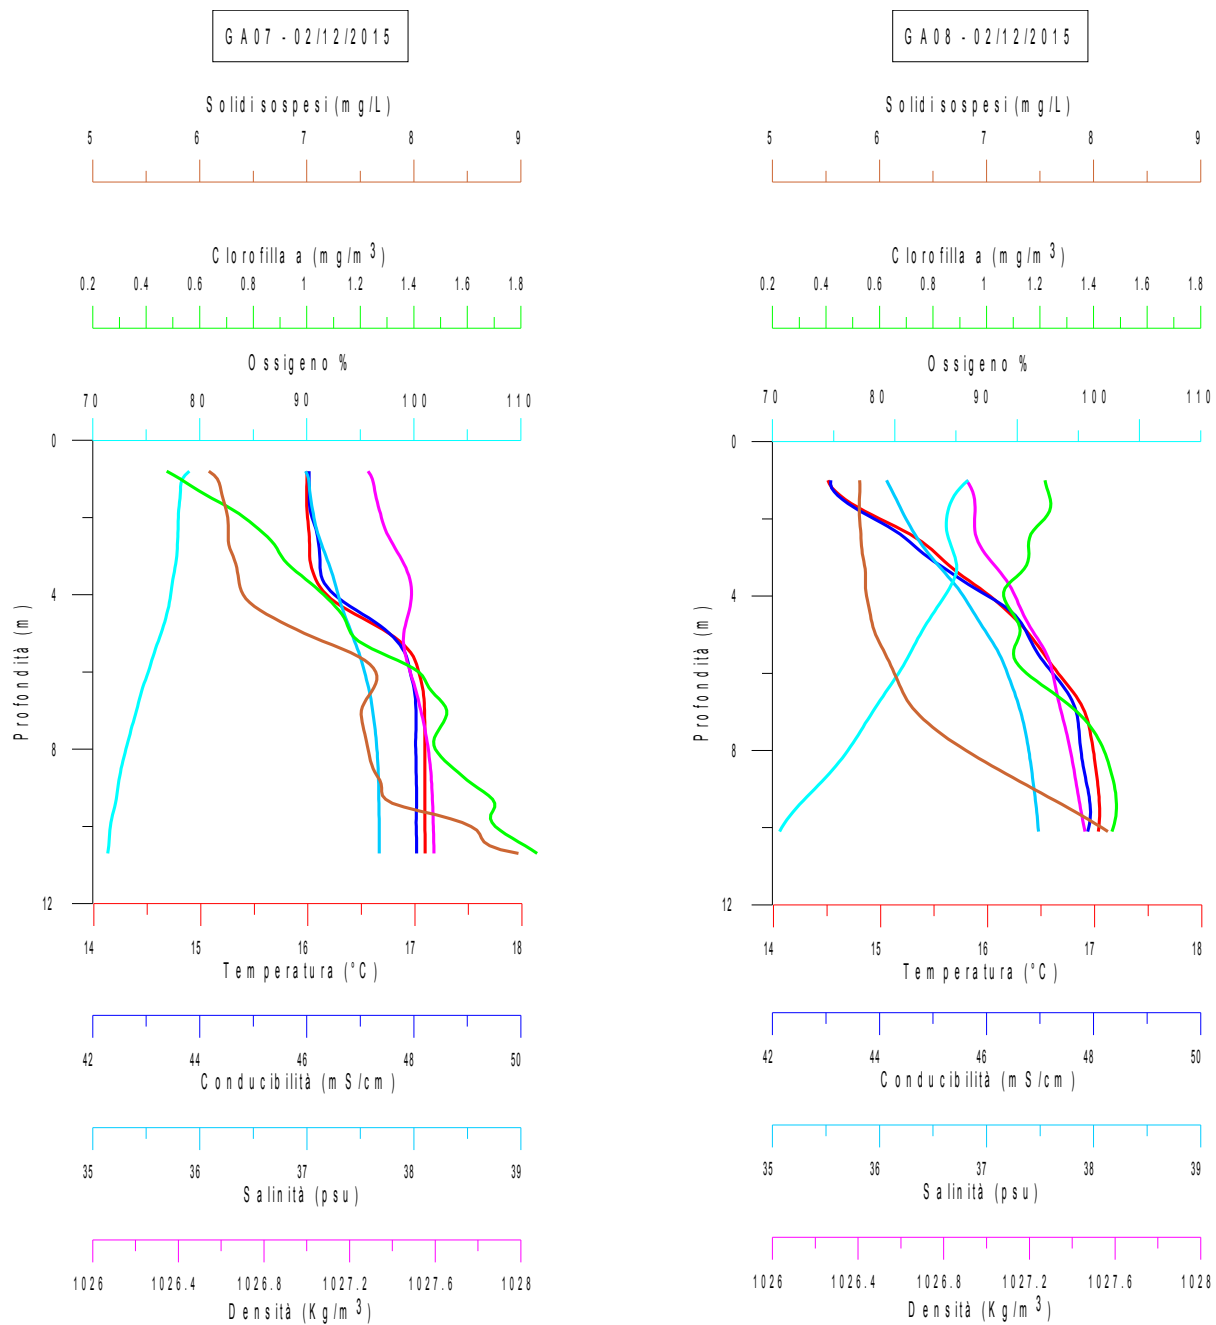 GA07 - 02/12/2015
Solidi sospesi (mg/L)
5 6 7 8 9
Clorofilla a (mg/m3)
0.2 0.4 0.6 0.8 1 1.2 1.4 1.6 1.8
Ossigeno %
70 80 90 100 110
0
4
8
12
Profondità (m)
14 15 16 17 18
Temperatura (°C)
42 44 46 48 50
Conducibilità (mS/cm)
35 36 37 38 39
Salinità (psu)
1026 1026.4 1026.8 1027.2 1027.6 1028
Densità (Kg/m3)
GA08 - 02/12/2015
Solidi sospesi (mg/L)
5 6 7 8 9
Clorofilla a (mg/m3)
0.2 0.4 0.6 0.8 1 1.2 1.4 1.6 1.8
Ossigeno %
70 80 90 100 110
0
4
8
12
Profondità (m)
14 15 16 17 18
Temperatura (°C)
42 44 46 48 50
Conducibilità (mS/cm)
35 36 37 38 39
Salinità (psu)
1026 1026.4 1026.8 1027.2 1027.6 1028
Densità (Kg/m3)